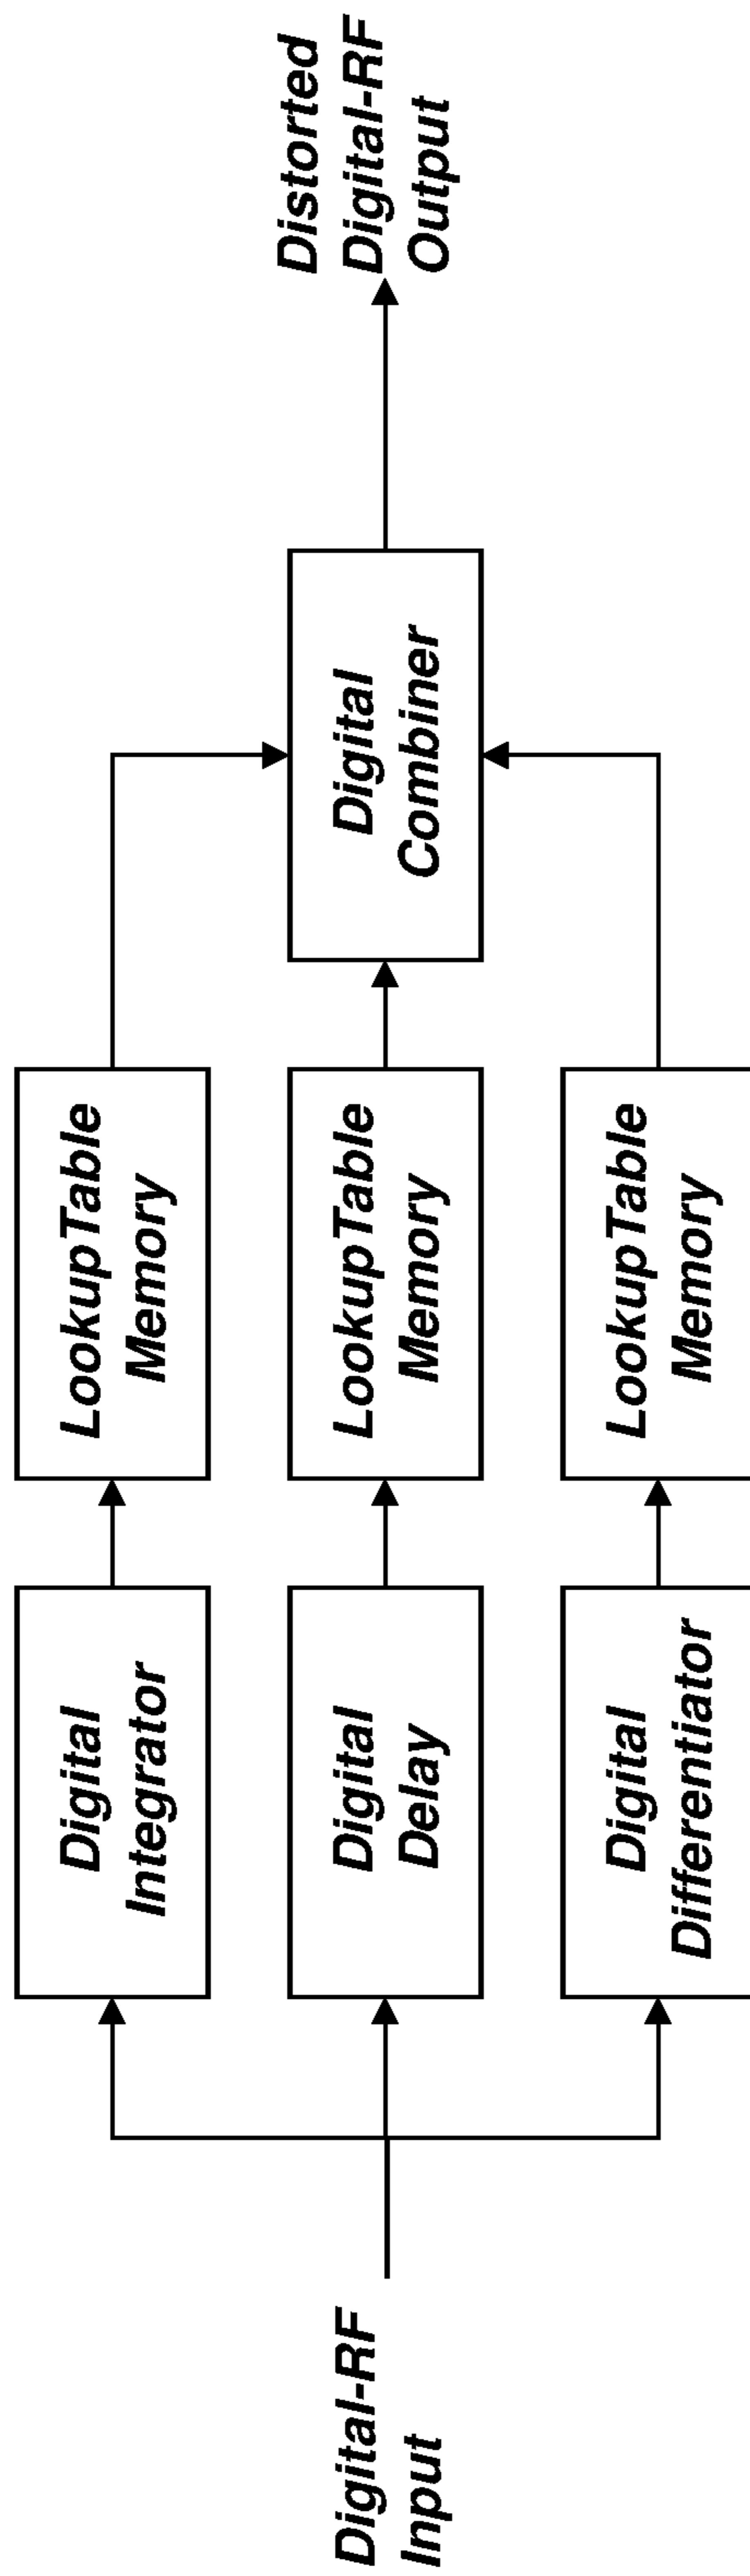 Digital-RF
Input
Digital
Integrator
LookupTable
Memory
Digital
Delay
LookupTable
Memory
Digital
Differentiator
LookupTable
Memory
Digital
Combiner
Distorted
Digital-RF
Output